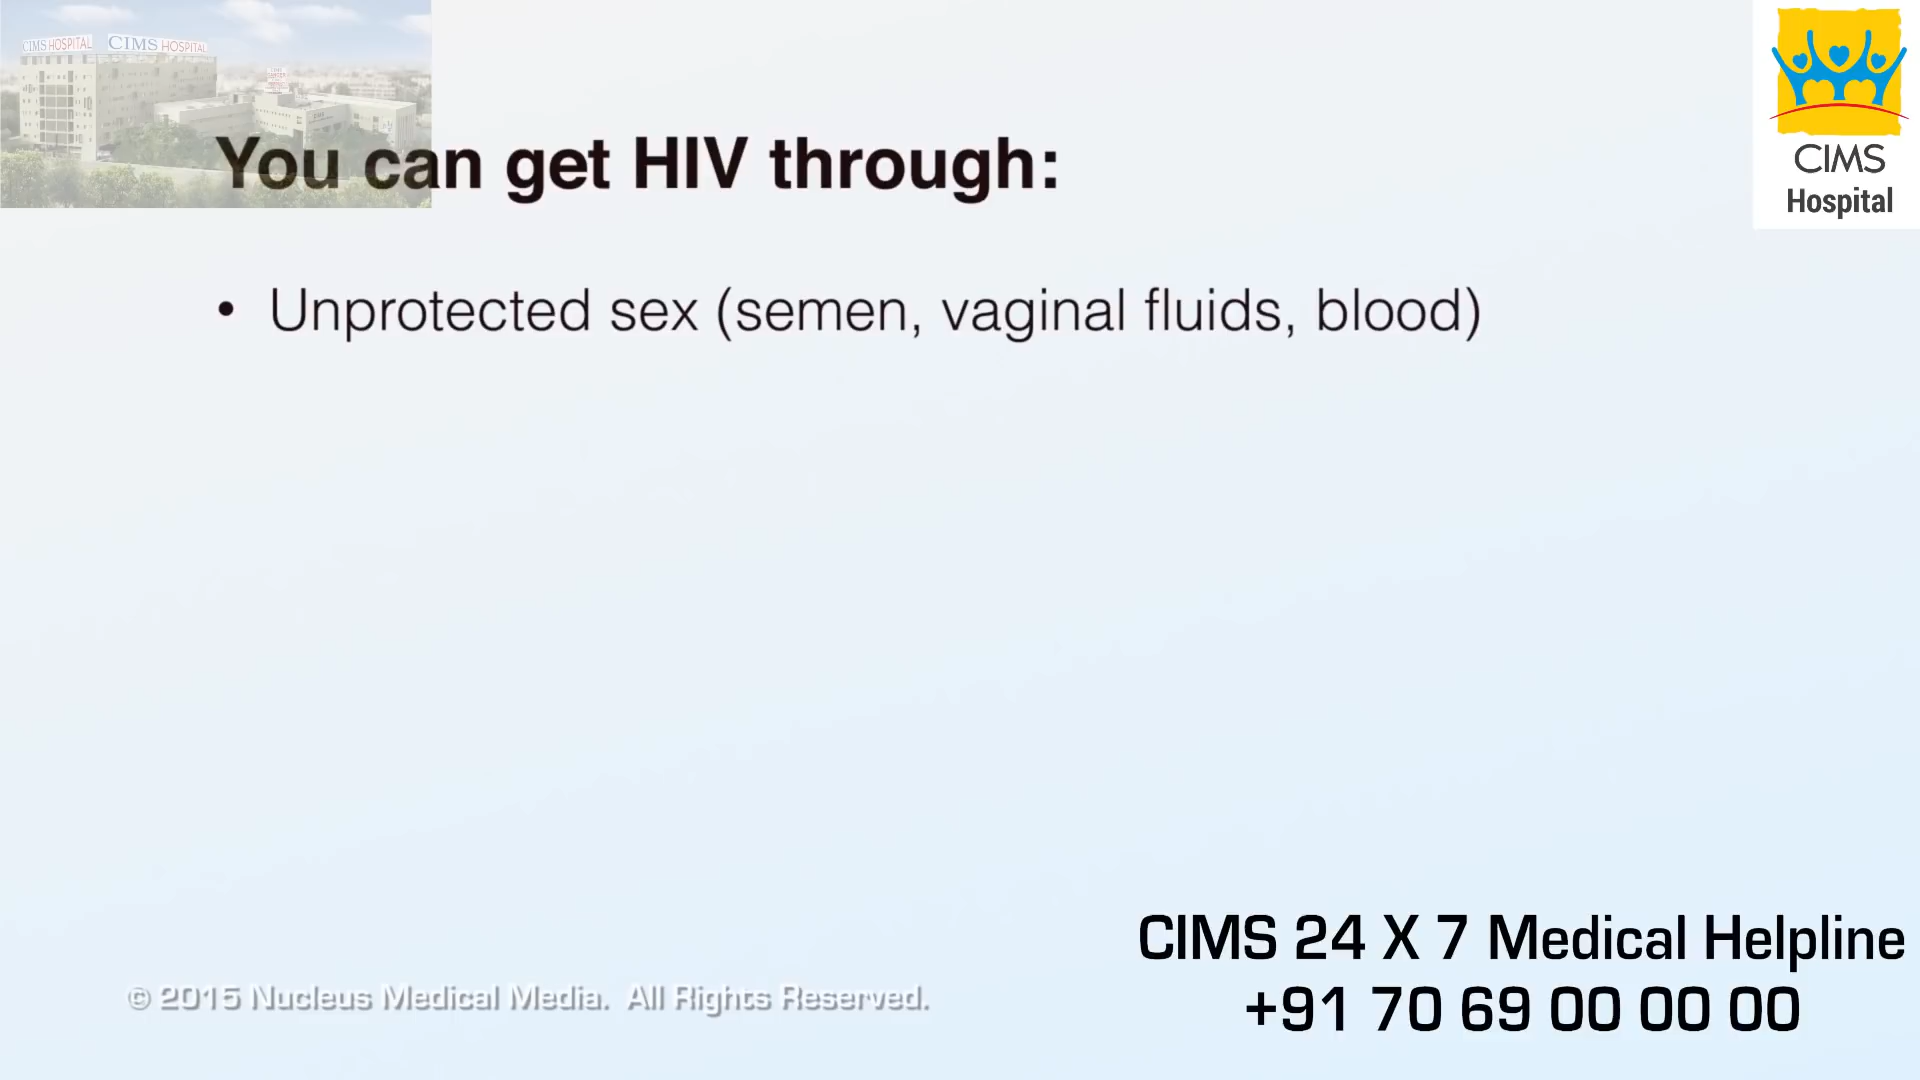 CIMS HOSPITAL CIMS HOSPITAL
CIMS
Hospital
You can get HIV through:
• Unprotected sex (semen, vaginal fluids, blood)
CIMS 24 X 7 Medical Helpline
+91 70 69 00 00 00
© 2015 Nucleus Medical Media. All Rights Reserved.